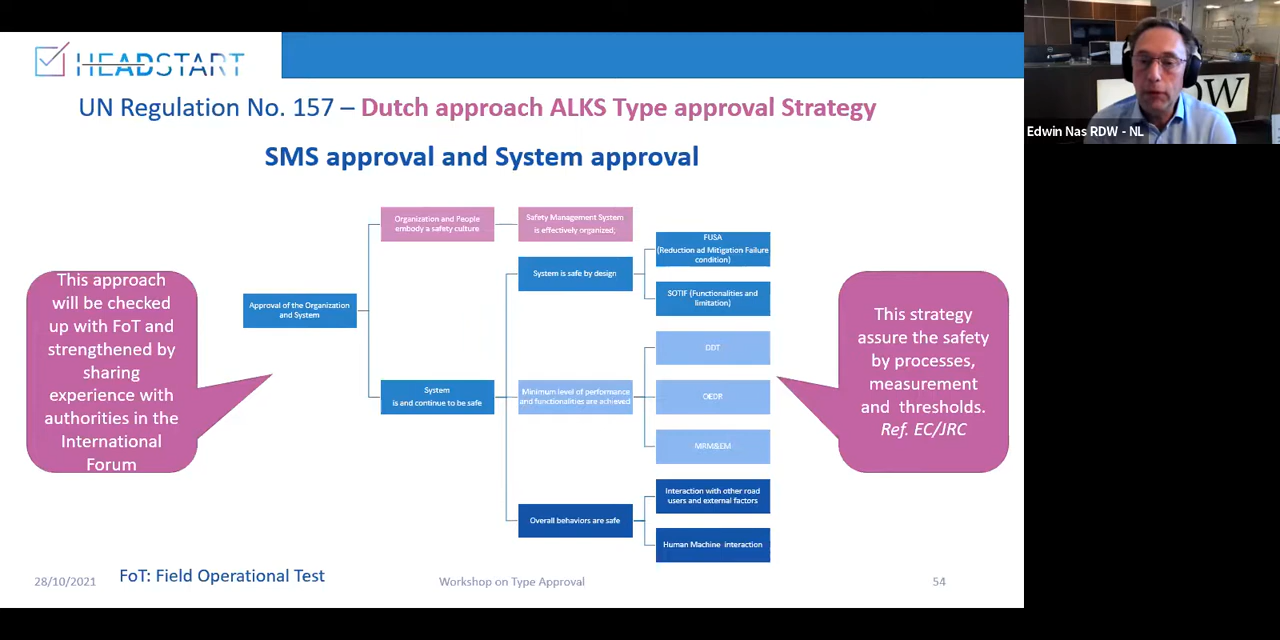 HEADSTART
UN Regulation No. 157 – Dutch approach ALKS Type approval Strategy
SMS approval and System approval
This approach
will be checked
up with FoT and
strengthened by
sharing
experience with
authorities in the
International
Forum
Approval of the Organization
and System
Organization and People
embody a safety culture
Safety Management System
is effectively organized;
System
is and continue to be safe
System is safe by design
FUSA
(Reduction ad Mitigation Failure
condition)
SOTIF (Functionalities and
limitation)
Minimum level of performance
and functionalities are achieved
DDT
OEDR
MRM&EM
Overall behaviors are safe
Interaction with other road
users and external factors
Human Machine interaction
This strategy
assure the safety
by processes,
measurement
and thresholds.
Ref. EC/JRC
28/10/2021
FoT: Field Operational Test
Workshop on Type Approval
54
Edwin Nas RDW - NL